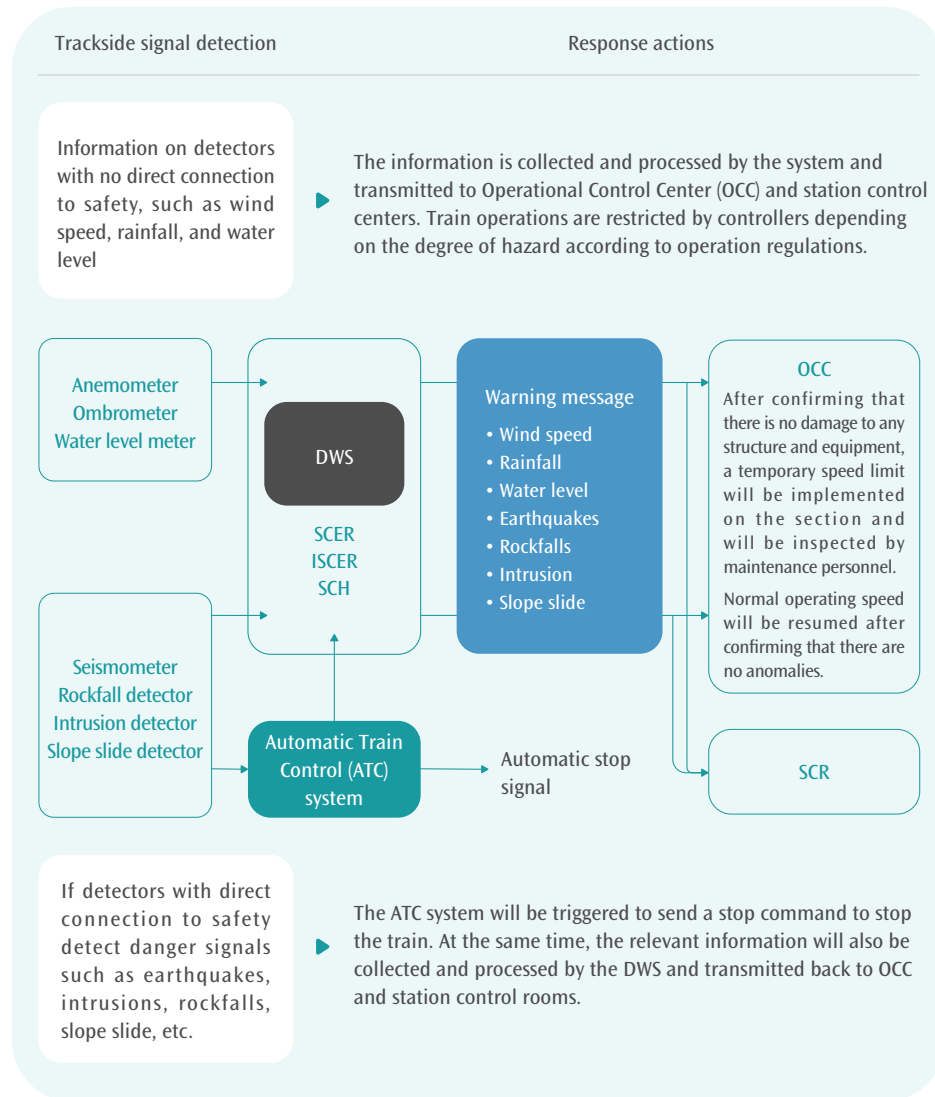 Trackside signal detection
Response actions
Information on detectors
with no direct connection
to safety, such as wind
speed, rainfall, and water
level
The information is collected and processed by the system and
transmitted to Operational Control Center (OCC) and station control
centers. Train operations are restricted by controllers depending
on the degree of hazard according to operation regulations.
Anemometer
Ombrometer
Water level meter
DWS
SCER
ISCER
SCH
Warning message
• Wind speed
• Rainfall
• Water level
• Earthquakes
• Rockfalls
• Intrusion
• Slope slide
OCC
After confirming that
there is no damage to any
structure and equipment,
a temporary speed limit
will be implemented
on the section and
will be inspected by
maintenance personnel.
Normal operating speed
will be resumed after
confirming that there are
no anomalies.
Seismometer
Rockfall detector
Intrusion detector
Slope slide detector
Automatic Train
Control (ATC)
system
Automatic stop
signal
SCR
If detectors with direct
connection to safety
detect danger signals
such as earthquakes,
intrusions, rockfalls,
slope slide, etc.
The ATC system will be triggered to send a stop command to stop
the train. At the same time, the relevant information will also be
collected and processed by the DWS and transmitted back to OCC
and station control rooms.